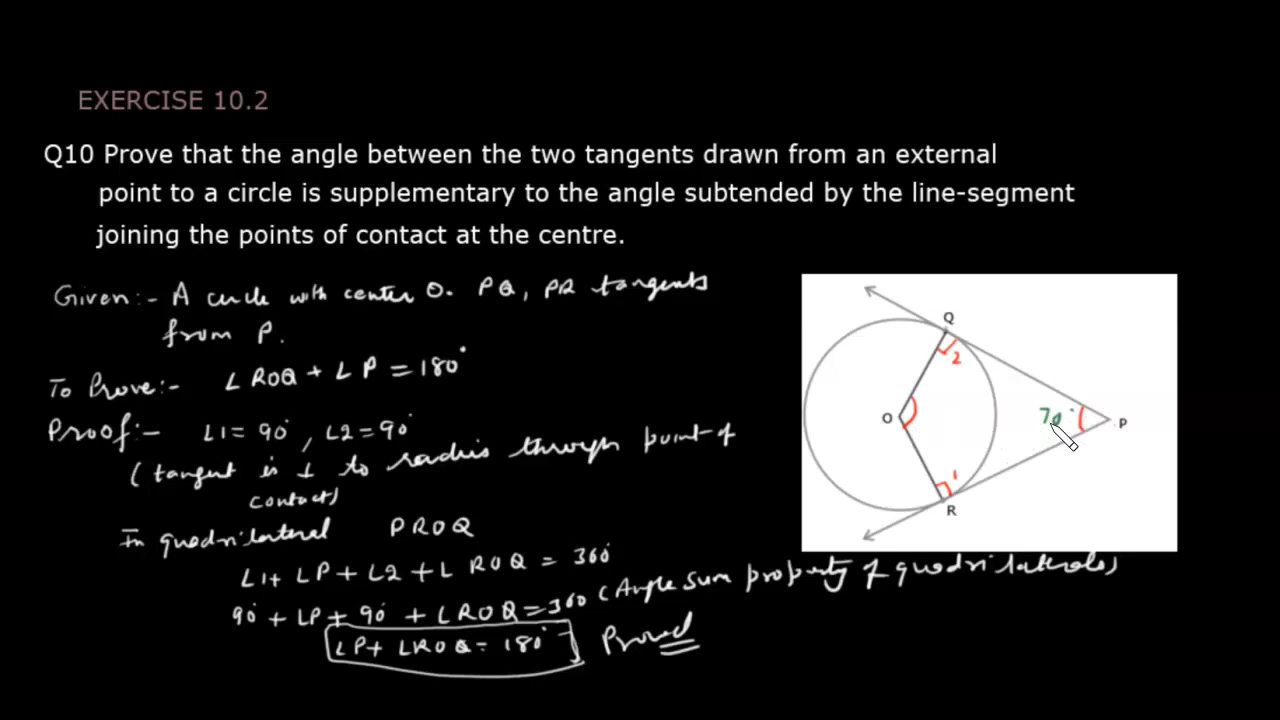 EXERCISE 10.2
Q10 Prove that the angle between the two tangents drawn from an external
point to a circle is supplementary to the angle subtended by the line-segment
joining the points of contact at the centre.
Given:- A circle with center O. PQ, PR tangents
from P.
To Prove:- ∠ROQ + ∠P = 180°
Proof:- ∠1 = 90°, ∠2 = 90°
(tangent is ⊥ to radius through point of
contact)
In quadrilateral PROQ
∠1 + ∠P + ∠2 + ∠ROQ = 360°
(Angle sum property of quadrilaterals)
90° + ∠P + 90° + ∠ROQ = 360
∠P + ∠ROQ = 180° Proved
Q
2
O
70°
P
1
R